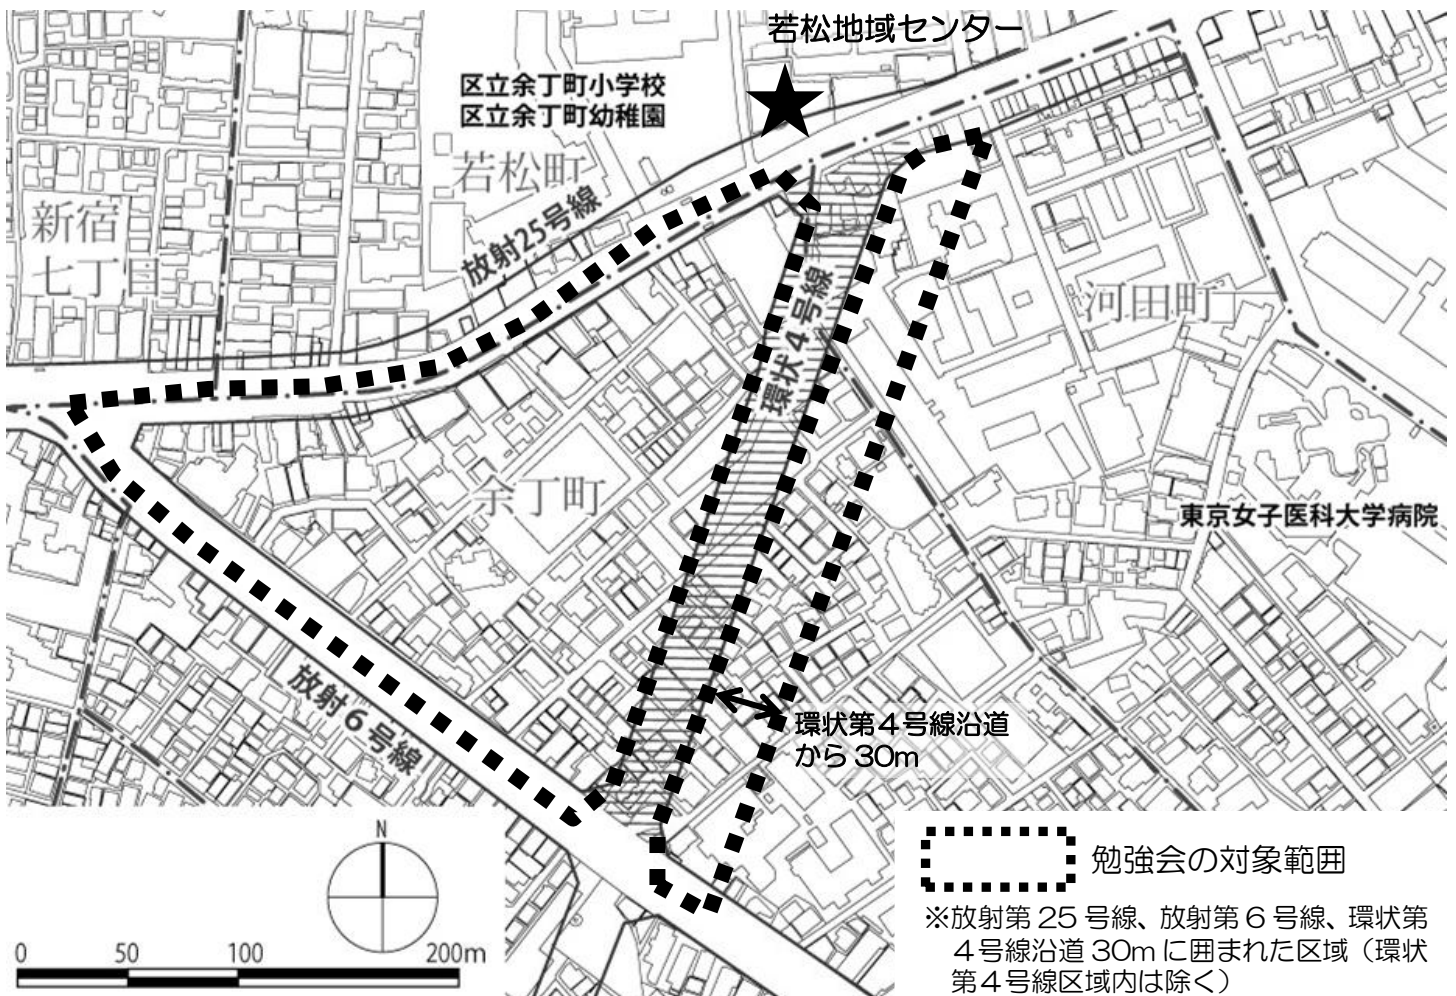 若松地域センター
区立余丁町小学校
区立余丁町幼稚園
若松町
新宿
七丁目
放射25号線
環状4号線
河田町
余丁町
東京女子医科大学病院
放射6号線
環状第4号線沿道
から30m
N
0 50 100 200m
勉強会の対象範囲
※放射第25号線、放射第6号線、環状第
4号線沿道30mに囲まれた区域（環状
第4号線区域内は除く）